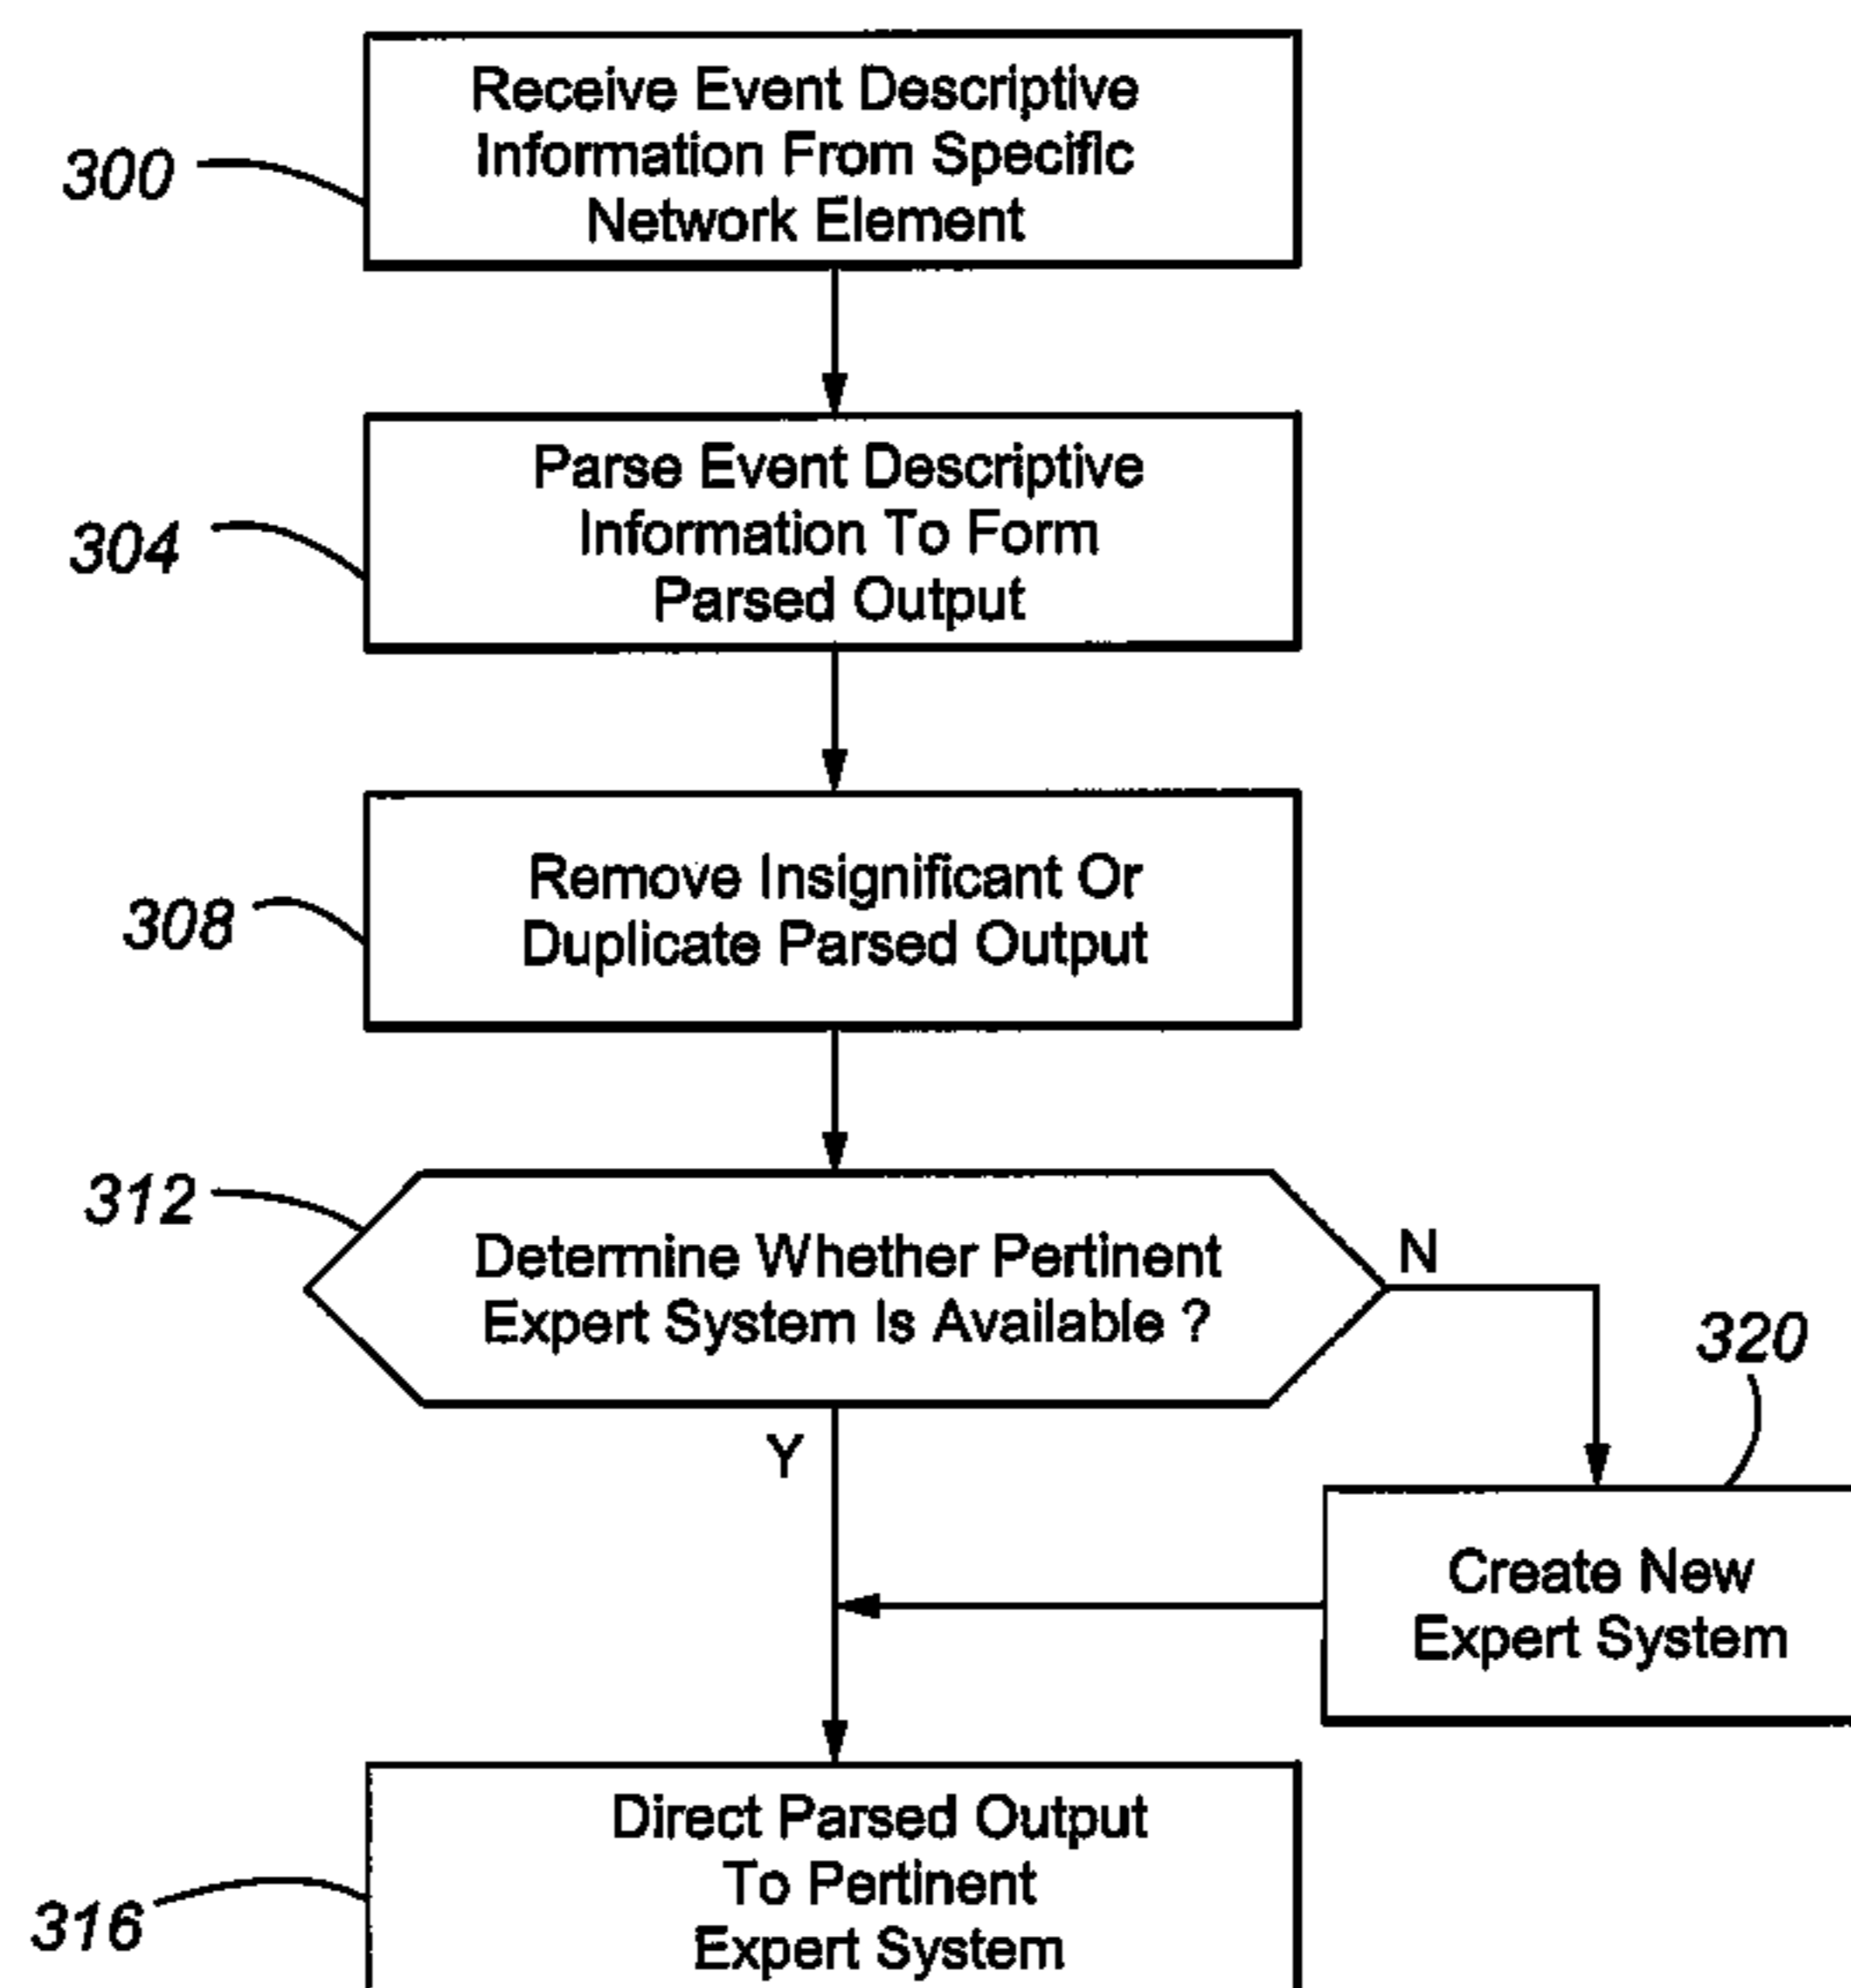 300
Receive Event Descriptive
Information From Specific
Network Element
304
Parse Event Descriptive
Information To Form
Parsed Output
308
Remove Insignificant Or
Duplicate Parsed Output
312
Determine Whether Pertinent
Expert System Is Available ?
N
Y
320
Create New
Expert System
316
Direct Parsed Output
To Pertinent
Expert System